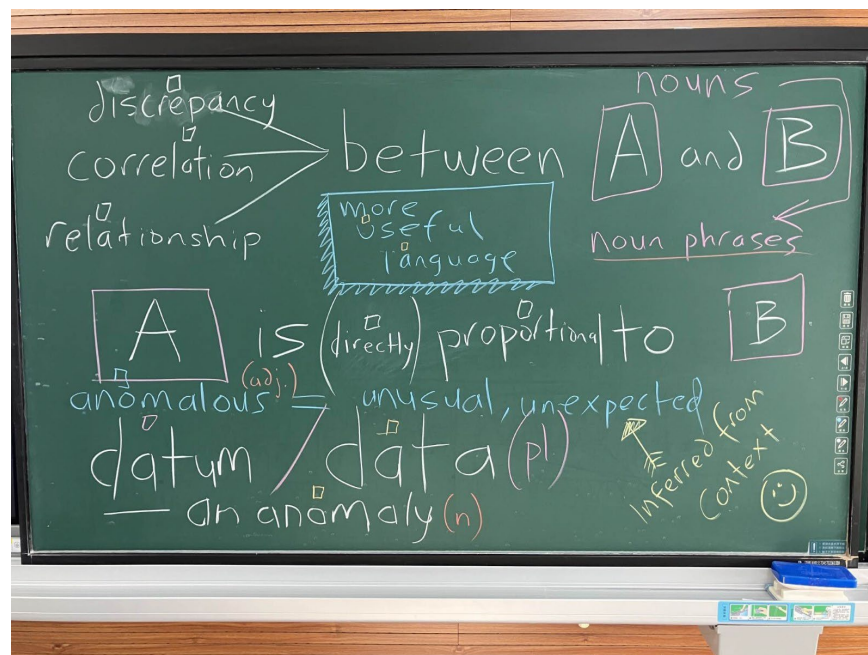 discrepancy
correlation
relationship
between
A and B
nouns
noun phrases
more
useful
language
A is (directly) proportional to B
anomalous (adj.) = unusual, unexpected
datum / data (pl)
— an anomaly (n)
Inferred from
Context